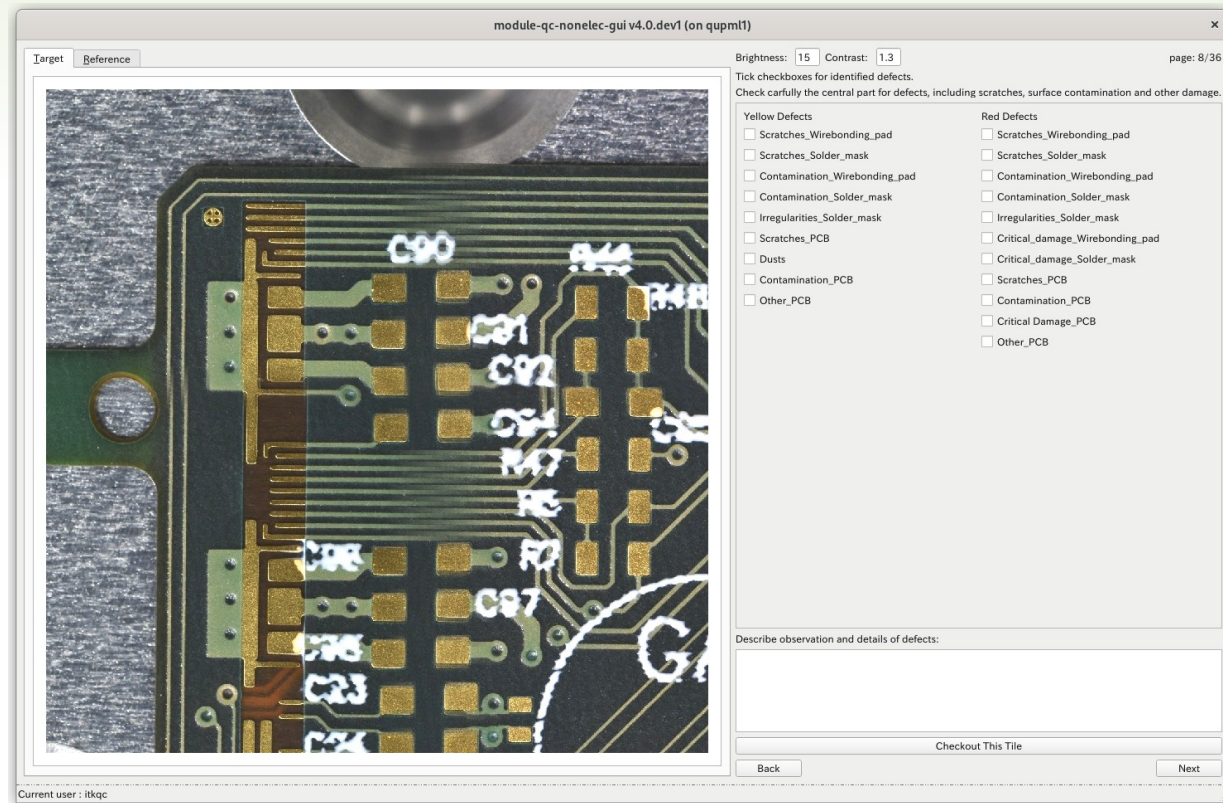 module-qc-nonelec-gui v4.0.dev1 (on qupml1)
×
Target Reference
Brightness: 15 Contrast: 1.3 page: 8/36
Tick checkboxes for identified defects.
Check carfully the central part for defects, including scratches, surface contamination and other damage.
Yellow Defects
Scratches_Wirebonding_pad
Scratches_Solder_mask
Contamination_Wirebonding_pad
Contamination_Solder_mask
Irregularities_Solder_mask
Scratches_PCB
Dusts
Contamination_PCB
Other_PCB
Red Defects
Scratches_Wirebonding_pad
Scratches_Solder_mask
Contamination_Wirebonding_pad
Contamination_Solder_mask
Irregularities_Solder_mask
Critical_damage_Wirebonding_pad
Critical_damage_Solder_mask
Scratches_PCB
Contamination_PCB
Critical Damage_PCB
Other_PCB
C90
C92
R47
C97
C23
Describe observation and details of defects:
Checkout This Tile
Back Next
Current user : itkqc